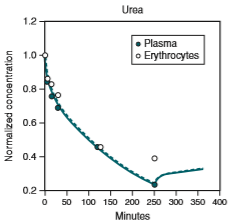 Urea
1.2
1.0
0.8
0.6
0.4
0.2
Normalized concentration
Plasma
Erythrocytes
0 50 100 150 200 250 300 350 400
Minutes